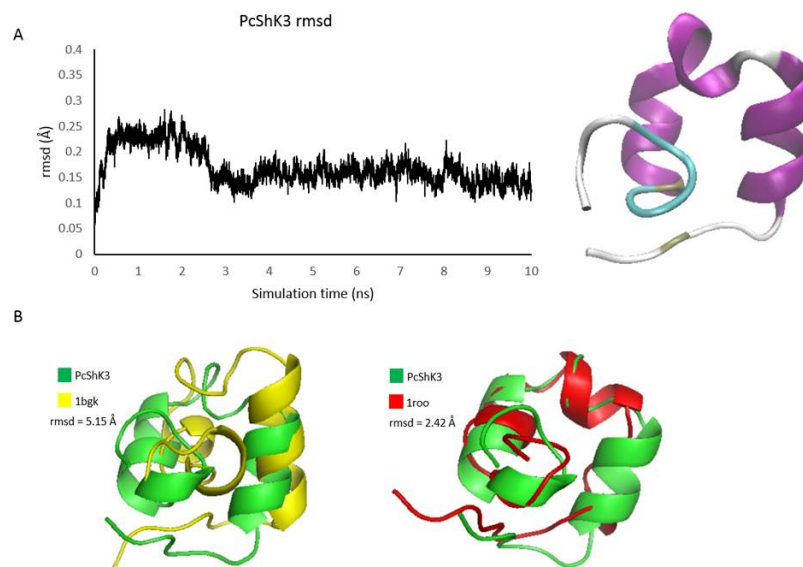 PcShK3 rmsd
A
0.4
0.35
0.3
0.25
0.2
0.15
0.1
0.05
0
rmsd (Å)
0 1 2 3 4 5 6 7 8 9 10
Simulation time (ns)
B
PcShK3
1bgk
rmsd = 5.15 Å
PcShK3
1roo
rmsd = 2.42 Å